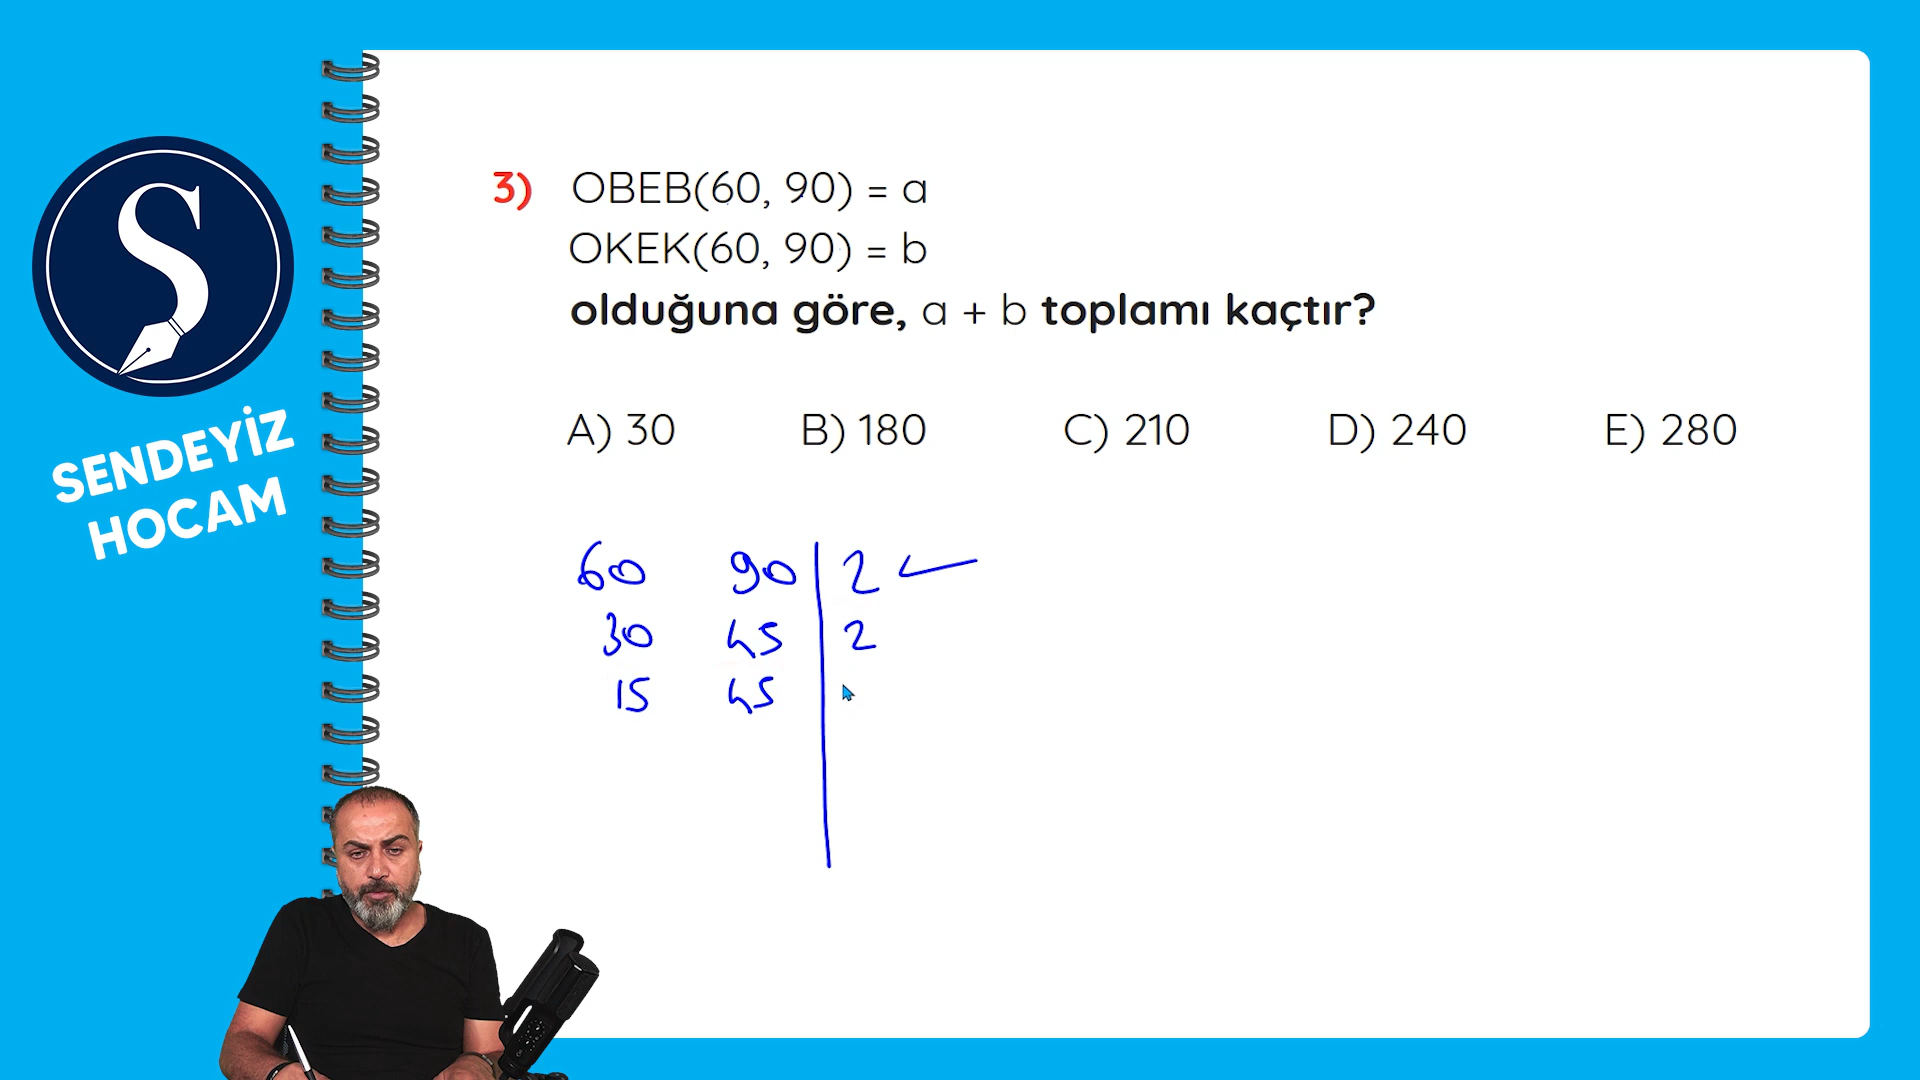 SENDEYİZ
HOCAM
3) OBEB(60, 90) = a
OKEK(60, 90) = b
olduğuna göre, a + b toplamı kaçtır?
A) 30 B) 180 C) 210 D) 240 E) 280
60 90 2
30 45 2
15 45